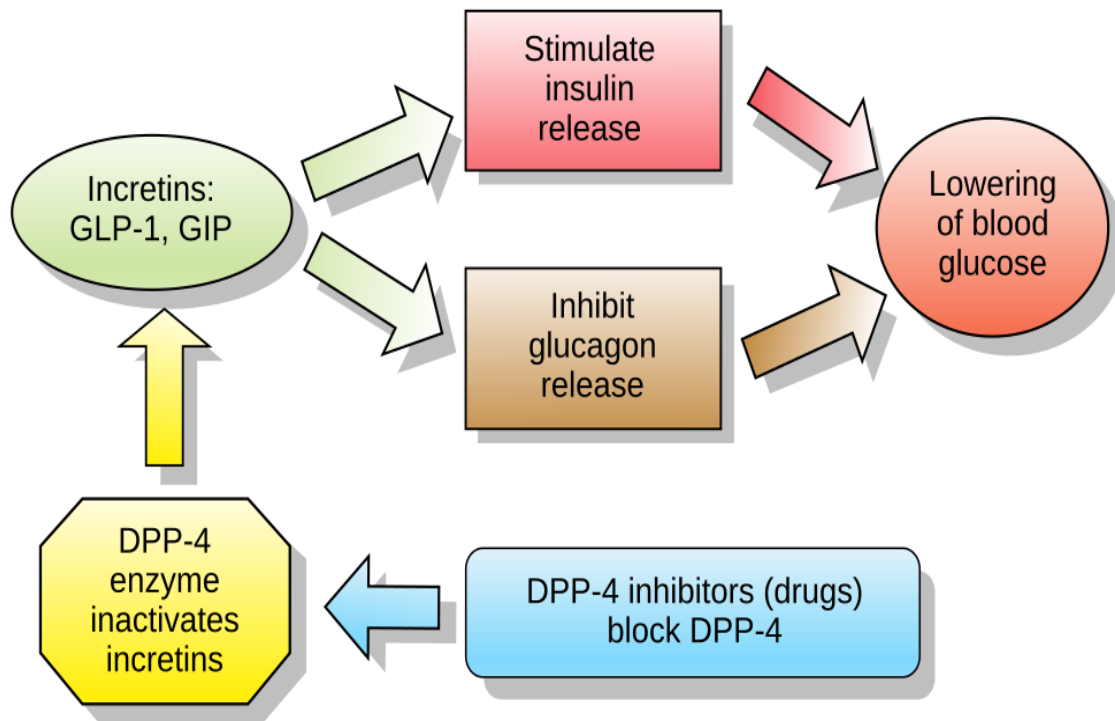 Stimulate
insulin
release
Incretins:
GLP-1, GIP
Lowering
of blood
glucose
Inhibit
glucagon
release
DPP-4
enzyme
inactivates
incretins
DPP-4 inhibitors (drugs)
block DPP-4